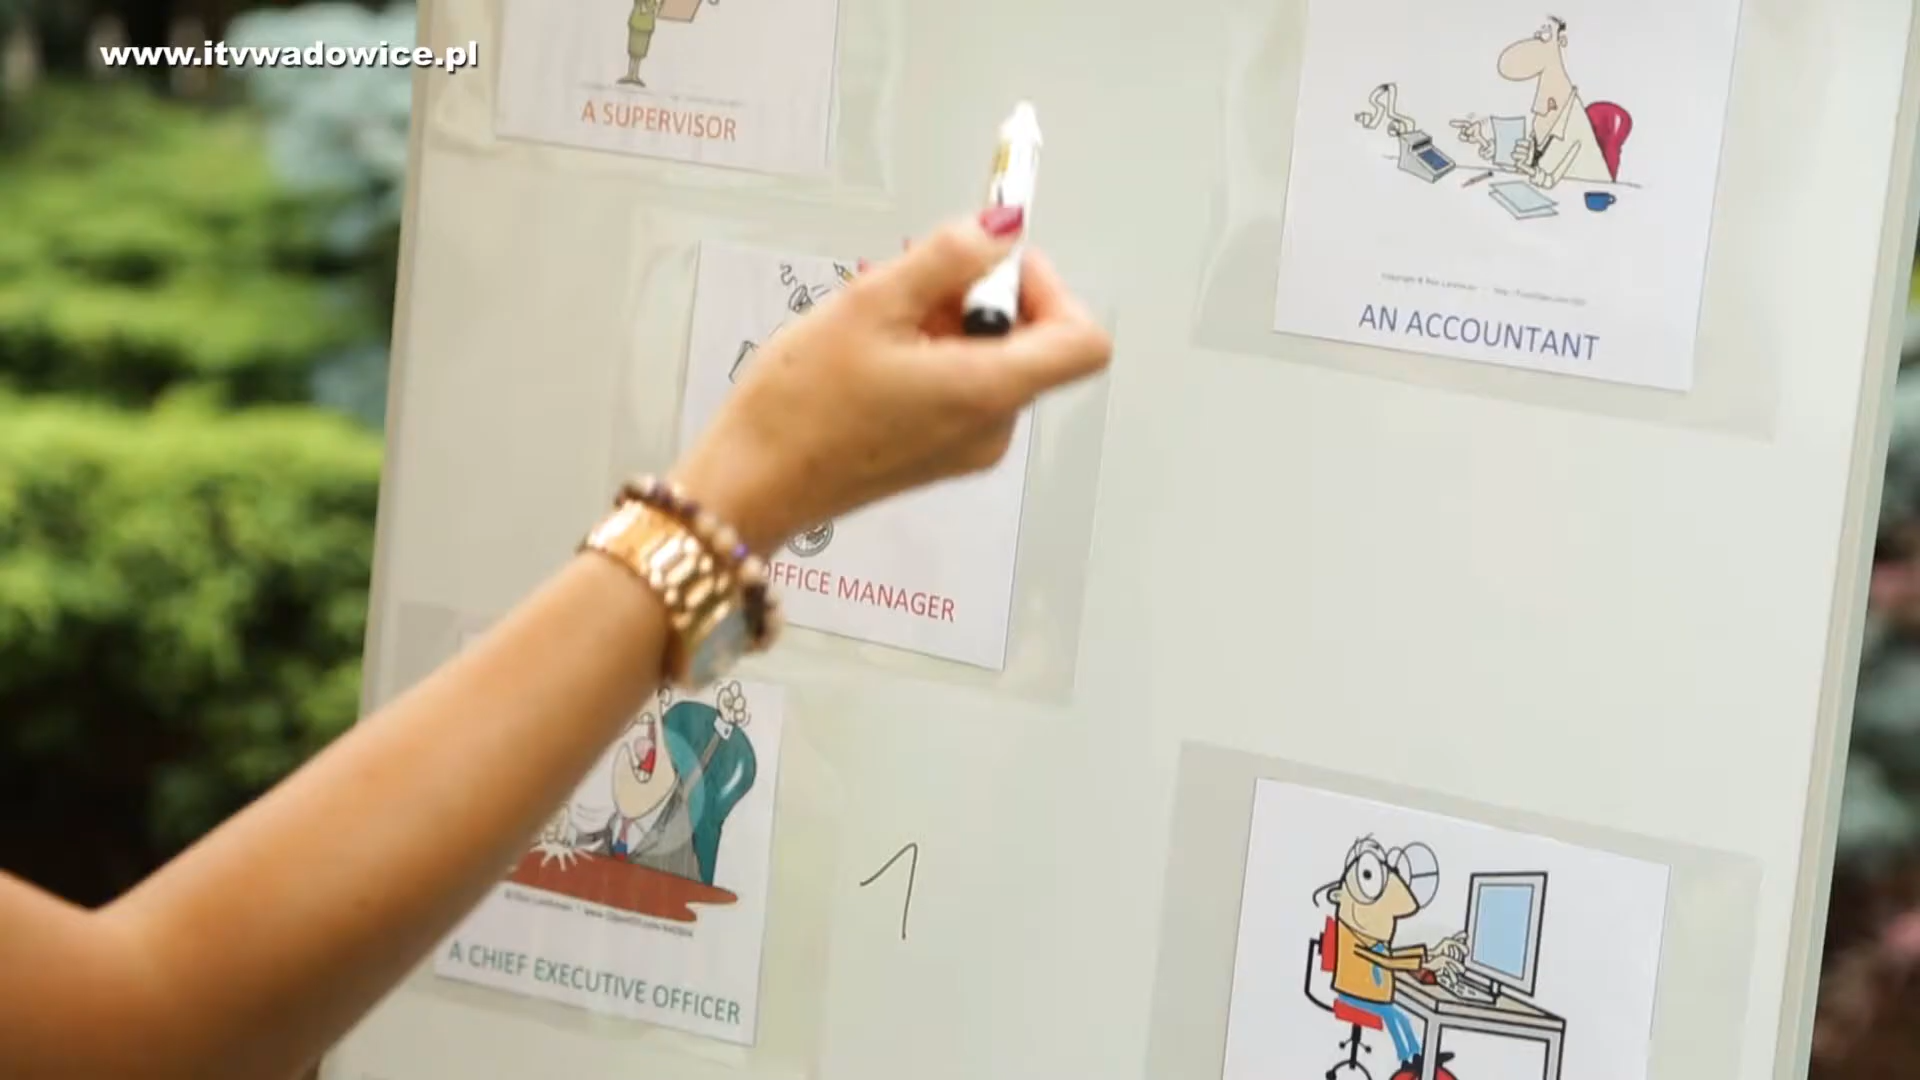 www.itvwadowice.pl
A SUPERVISOR
AN ACCOUNTANT
OFFICE MANAGER
A CHIEF EXECUTIVE OFFICER
1